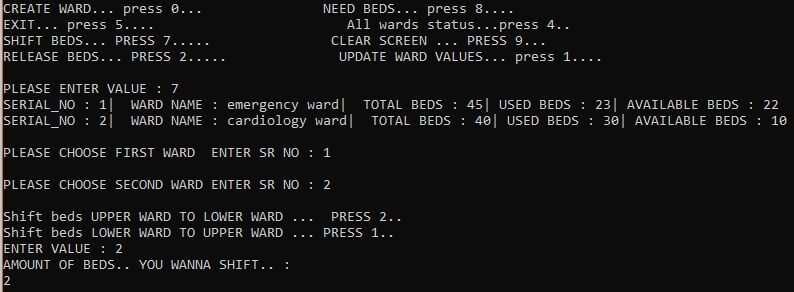 CREATE WARD... press 0... NEED BEDS... press 8....
EXIT... press 5.... All wards status...press 4..
SHIFT BEDS... PRESS 7..... CLEAR SCREEN ... PRESS 9...
RELEASE BEDS... PRESS 2..... UPDATE WARD VALUES... press 1....
PLEASE ENTER VALUE : 7
SERIAL_NO : 1| WARD NAME : emergency ward| TOTAL BEDS : 45| USED BEDS : 23| AVAILABLE BEDS : 22
SERIAL_NO : 2| WARD NAME : cardiology ward| TOTAL BEDS : 40| USED BEDS : 30| AVAILABLE BEDS : 10
PLEASE CHOOSE FIRST WARD  ENTER SR NO : 1
PLEASE CHOOSE SECOND WARD ENTER SR NO : 2
Shift beds UPPER WARD TO LOWER WARD ...  PRESS 2..
Shift beds LOWER WARD TO UPPER WARD ... PRESS 1..
ENTER VALUE : 2
AMOUNT OF BEDS.. YOU WANNA SHIFT.. :
2